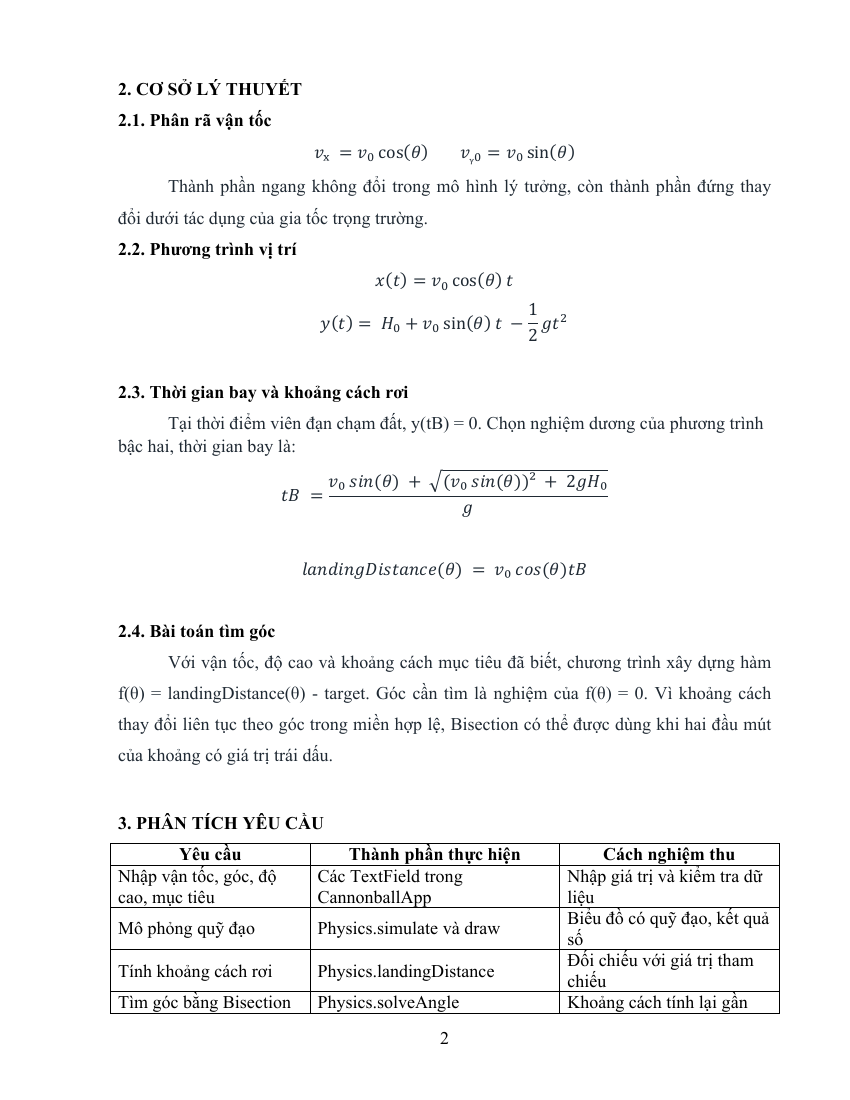 2. CƠ SỞ LÝ THUYẾT
2.1. Phân rã vận tốc
vₓ = v₀ cos(θ)   vᵧ₀ = v₀ sin(θ)
Thành phần ngang không đổi trong mô hình lý tưởng, còn thành phần đứng thay
đổi dưới tác dụng của gia tốc trọng trường.
2.2. Phương trình vị trí
x(t) = v₀ cos(θ) t
y(t) = H₀ + v₀ sin(θ) t − 1/2 gt²
2.3. Thời gian bay và khoảng cách rơi
Tại thời điểm viên đạn chạm đất, y(tB) = 0. Chọn nghiệm dương của phương trình
bậc hai, thời gian bay là:
tB = (v₀ sin(θ) + √((v₀ sin(θ))² + 2gH₀)) / g
landingDistance(θ) = v₀ cos(θ)tB
2.4. Bài toán tìm góc
Với vận tốc, độ cao và khoảng cách mục tiêu đã biết, chương trình xây dựng hàm
f(θ) = landingDistance(θ) - target. Góc cần tìm là nghiệm của f(θ) = 0. Vì khoảng cách
thay đổi liên tục theo góc trong miền hợp lệ, Bisection có thể được dùng khi hai đầu mút
của khoảng có giá trị trái dấu.
3. PHÂN TÍCH YÊU CẦU
Yêu cầu	Thành phần thực hiện	Cách nghiệm thu
Nhập vận tốc, góc, độ
cao, mục tiêu
Các TextField trong
CannonballApp
Nhập giá trị và kiểm tra dữ
liệu
Mô phỏng quỹ đạo
Physics.simulate và draw
Biểu đồ có quỹ đạo, kết quả
số
Tính khoảng cách rơi
Physics.landingDistance
Đối chiếu với giá trị tham
chiếu
Tìm góc bằng Bisection
Physics.solveAngle
Khoảng cách tính lại gần
2